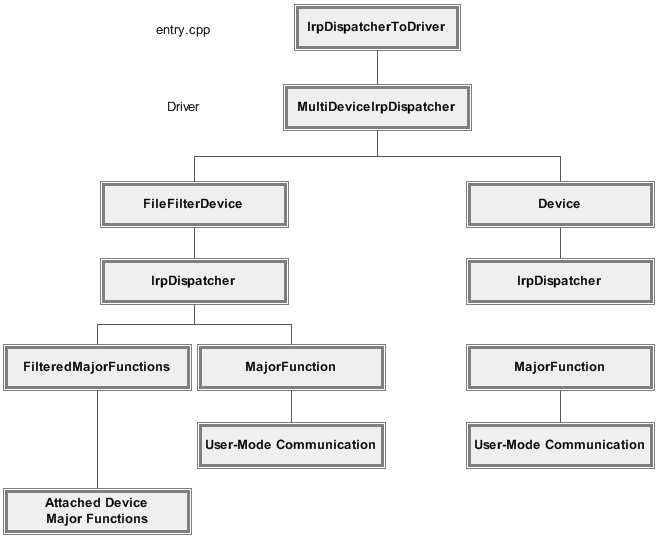 entry.cpp
IrpDispatcherToDriver
Driver
MultiDeviceIrpDispatcher
FileFilterDevice
Device
IrpDispatcher
IrpDispatcher
FilteredMajorFunctions
MajorFunction
MajorFunction
User-Mode Communication
User-Mode Communication
Attached Device
Major Functions